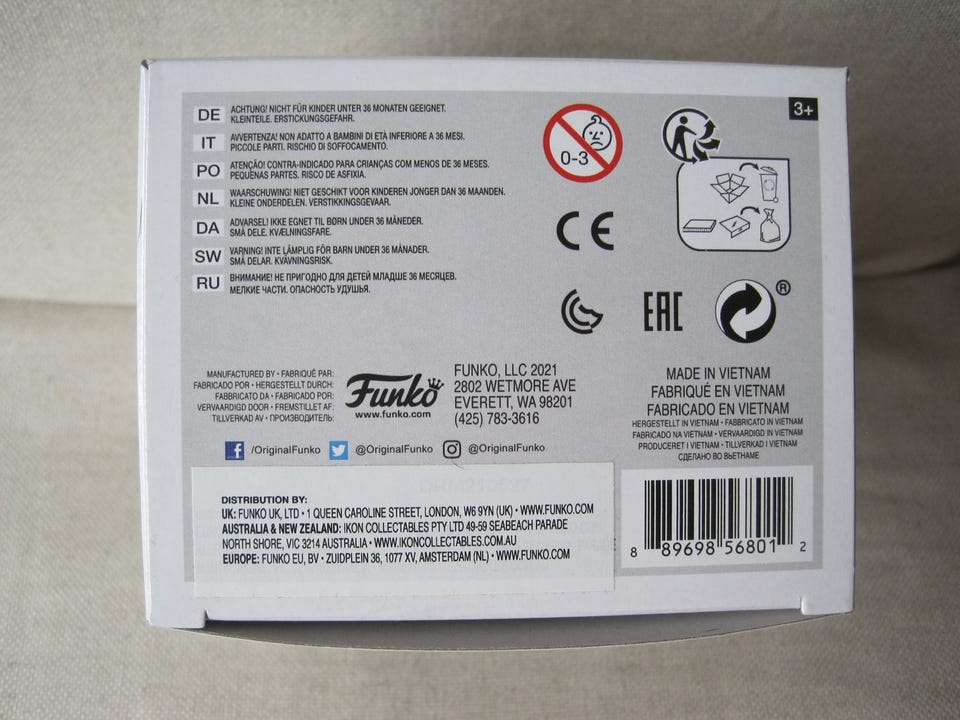 3+
DE ACHTUNG! NICHT FÜR KINDER UNTER 36 MONATEN GEEIGNET.
KLEINTEILE. ERSTICKUNGSGEFAHR.
IT AVVERTENZA! NON ADATTO A BAMBINI DI ETÀ INFERIORE A 36 MESI.
PICCOLE PARTI. RISCHIO DI SOFFOCAMENTO.
PO ATENÇÃO! CONTRA-INDICADO PARA CRIANÇAS COM MENOS DE 36 MESES.
PEQUENAS PARTES. RISCO DE ASFIXIA.
NL WAARSCHUWING! NIET GESCHIKT VOOR KINDEREN JONGER DAN 36 MAANDEN.
KLEINE ONDERDELEN. VERSTIKKINGSGEVAAR.
DA ADVARSEL! IKKE EGNET TIL BØRN UNDER 36 MÅNEDER.
SMÅ DELE. KVÆLNINGSFARE.
SW VARNING! INTE LÄMPLIG FÖR BARN UNDER 36 MÅNADER.
SMÅ DELAR. KVÄVNINGSRISK.
RU ВНИМАНИЕ! НЕ ПРИГОДНО ДЛЯ ДЕТЕЙ МЛАДШЕ 36 МЕСЯЦЕВ.
МЕЛКИЕ ЧАСТИ. ОПАСНОСТЬ УДУШЬЯ.
0-3
CE
EAC
®
MANUFACTURED BY • FABRIQUÉ PAR:
FABRICADO POR • HERGESTELLT DURCH:
FABBRICATO DA • FABRICADO POR:
VERVAARDIGD DOOR • FREMSTILLET AF:
TILLVERKAD AV • ПРОИЗВОДИТЕЛЬ:
Funko
www.funko.com
FUNKO, LLC 2021
2802 WETMORE AVE
EVERETT, WA 98201
(425) 783-3616
MADE IN VIETNAM
FABRIQUÉ EN VIETNAM
FABRICADO EN VIETNAM
HERGESTELLT IN VIETNAM • FABBRICATO IN VIETNAM
FABRICADO NA VIETNAM • VERVAARDIGD IN VIETNAM
PRODUCERET I VIETNAM • TILLVERKAD I VIETNAM
СДЕЛАНО ВО ВЬЕТНАМЕ
/OriginalFunko @OriginalFunko @OriginalFunko
DISTRIBUTION BY:
UK: FUNKO UK, LTD • 1 QUEEN CAROLINE STREET, LONDON, W6 9YN (UK) • WWW.FUNKO.COM
AUSTRALIA & NEW ZEALAND: IKON COLLECTABLES PTY LTD 49-59 SEABEACH PARADE
NORTH SHORE, VIC 3214 AUSTRALIA • WWW.IKONCOLLECTABLES.COM.AU
EUROPE: FUNKO EU, BV • ZUIDPLEIN 36, 1077 XV, AMSTERDAM (NL) • WWW.FUNKO.COM
8 89698 56801 2